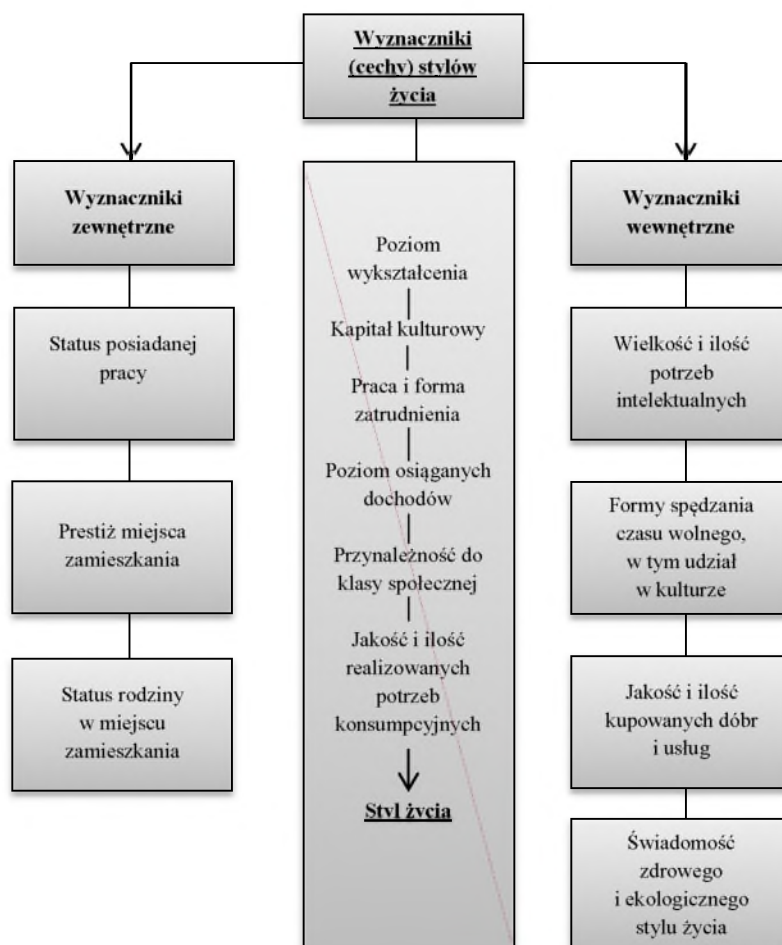 Wyznaczniki
(cechy) stylów
życia
Wyznaczniki
zewnętrzne
Status posiadanej
pracy
Prestiż miejsca
zamieszkania
Status rodziny
w miejscu
zamieszkania
Poziom
wykształcenia
Kapitał kulturowy
Praca i forma
zatrudnienia
Poziom osiąganych
dochodów
Przynależność do
klasy społecznej
Jakość i ilość
realizowanych
potrzeb
konsumpcyjnych
Styl życia
Wyznaczniki
wewnętrzne
Wielkość i ilość
potrzeb
intelektualnych
Formy spędzania
czasu wolnego,
w tym udział
w kulturze
Jakość i ilość
kupowanych dóbr
i usług
Świadomość
zdrowego
i ekologicznego
stylu życia